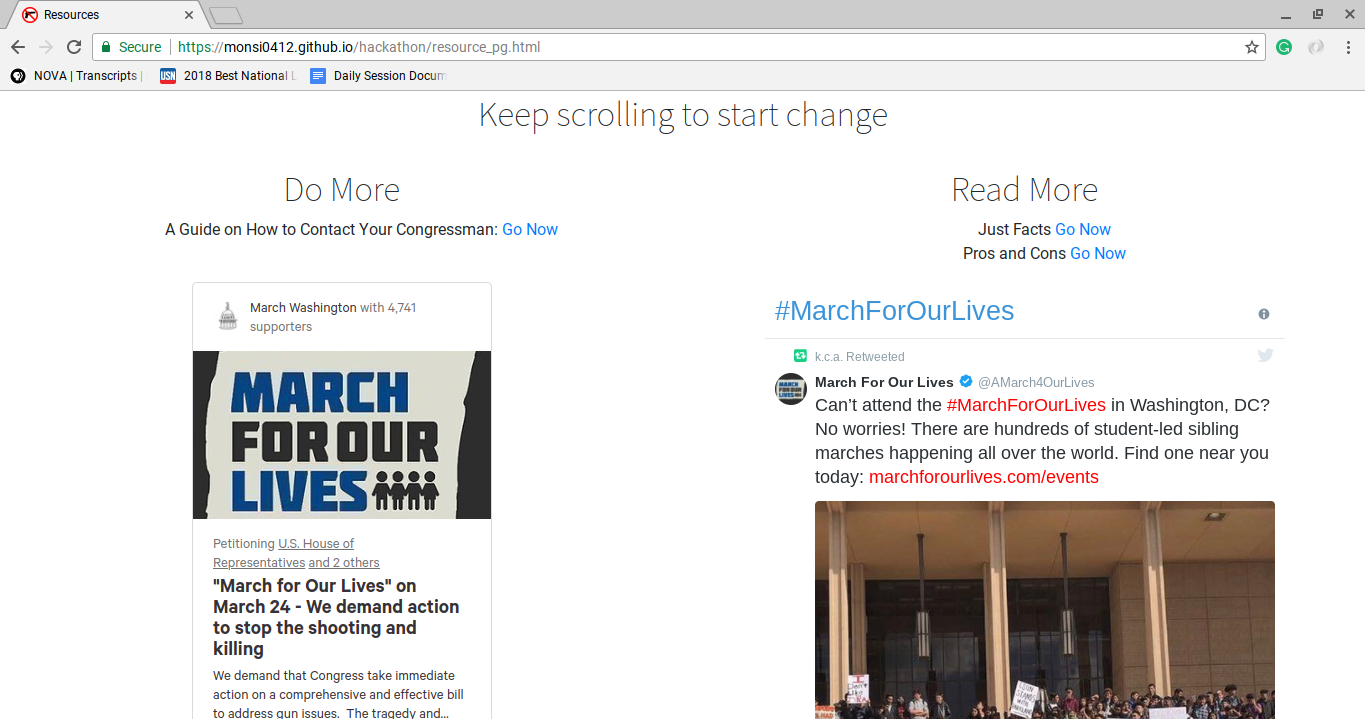 Resources
Secure https://monsi0412.github.io/hackathon/resource_pg.html
NOVA | Transcripts |
USN 2018 Best National L
Daily Session Docum
Keep scrolling to start change
Do More
A Guide on How to Contact Your Congressman: Go Now
March Washington with 4,741
supporters
MARCH
FOR OUR
LIVES
Petitioning U.S. House of
Representatives and 2 others
"March for Our Lives" on
March 24 - We demand action
to stop the shooting and
killing
We demand that Congress take immediate
action on a comprehensive and effective bill
to address gun issues. The tragedy and...
Read More
Just Facts Go Now
Pros and Cons Go Now
#MarchForOurLives
k.c.a. Retweeted
March For Our Lives @AMarch4OurLives
Can’t attend the #MarchForOurLives in Washington, DC?
No worries! There are hundreds of student-led sibling
marches happening all over the world. Find one near you
today: marchforourlives.com/events
I
Don't